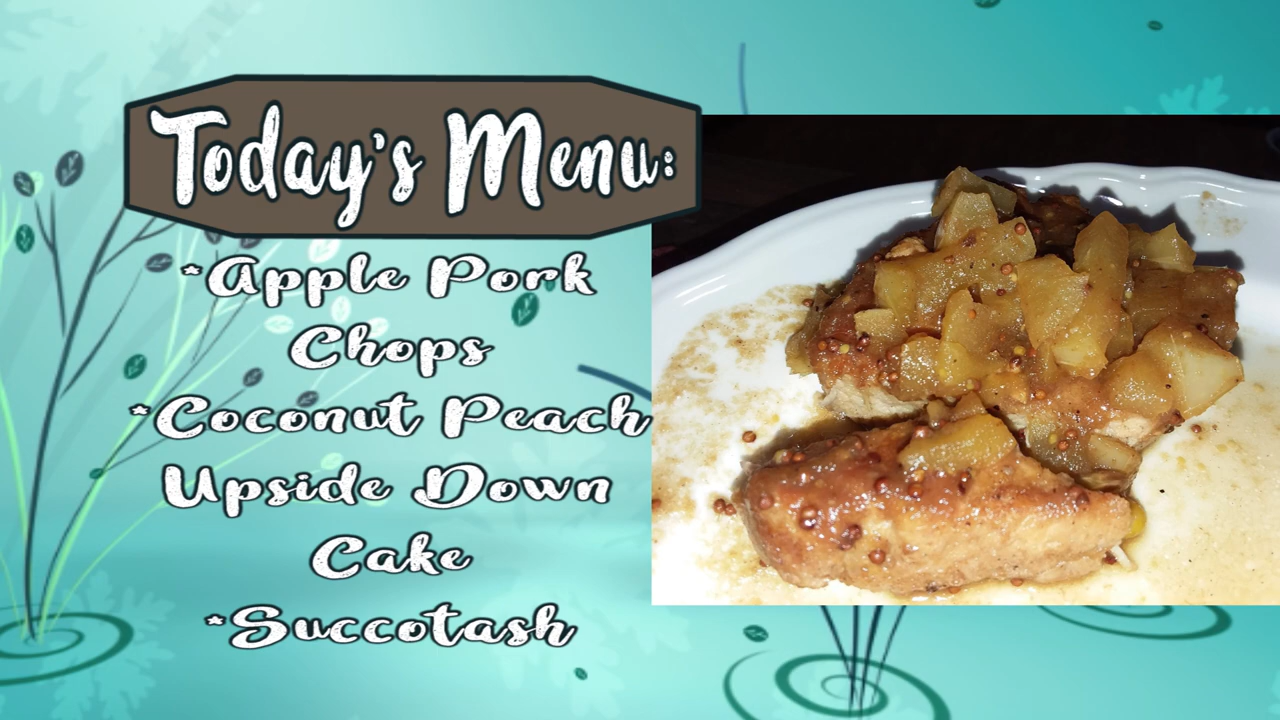 Today's Menu:
*Apple Pork
Chops
*Coconut Peach
Upside Down
Cake
*Succotash